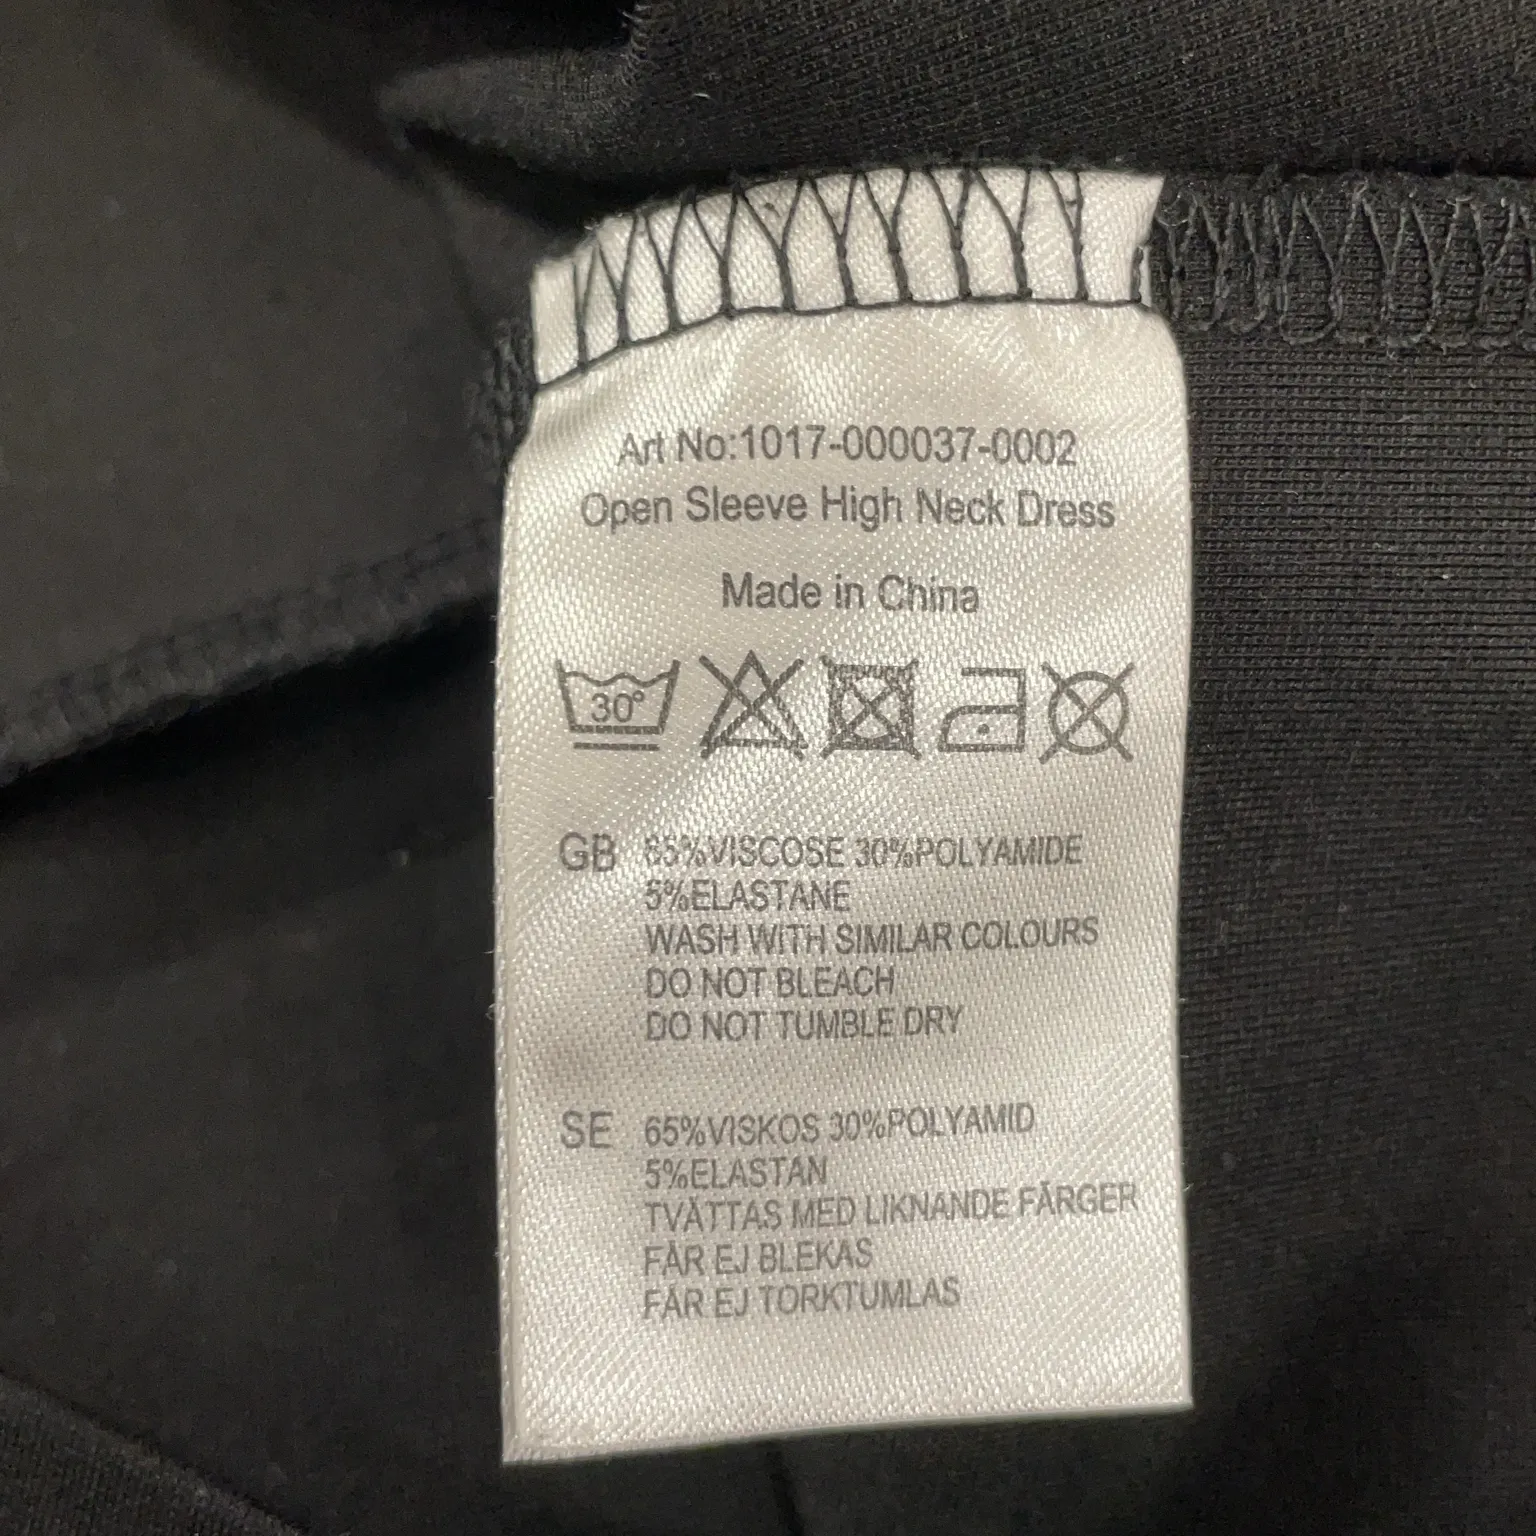 Art No:1017-000037-0002
Open Sleeve High Neck Dress
Made in China
30°
GB 65%VISCOSE 30%POLYAMIDE
5%ELASTANE
WASH WITH SIMILAR COLOURS
DO NOT BLEACH
DO NOT TUMBLE DRY
SE 65%VISKOS 30%POLYAMID
5%ELASTAN
TVÄTTAS MED LIKNANDE FÄRGER
FÅR EJ BLEKAS
FÅR EJ TORKTUMLAS